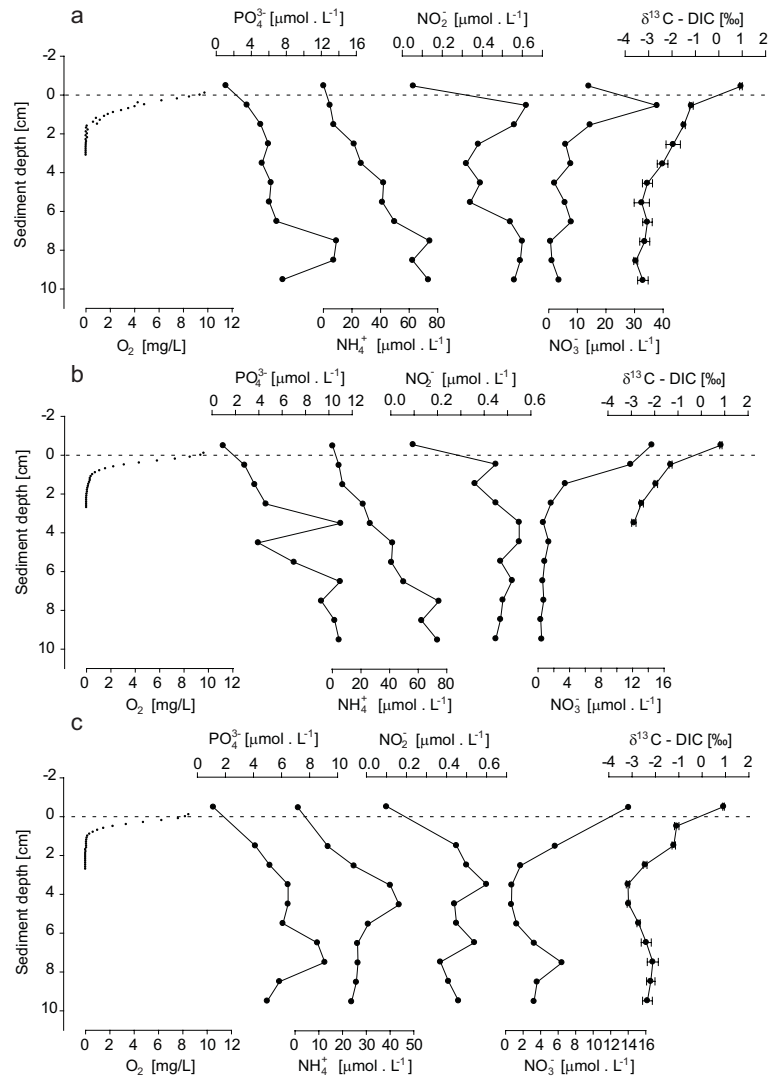 a
PO₄³⁻ [μmol . L⁻¹]
NO₂⁻ [μmol . L⁻¹]
δ¹³C - DIC [‰]
0 4 8 12 16
0.0 0.2 0.4 0.6
-4 -3 -2 -1 0 1 2
-2
0
2
4
6
8
10
Sediment depth [cm]
0 2 4 6 8 10 12
0 20 40 60 80
0 10 20 30 40
O₂ [mg/L]
NH₄⁺ [μmol . L⁻¹]
NO₃⁻ [μmol . L⁻¹]
b
PO₄³⁻ [μmol . L⁻¹]
NO₂⁻ [μmol . L⁻¹]
δ¹³C - DIC [‰]
0 2 4 6 8 10 12
0.0 0.2 0.4 0.6
-4 -3 -2 -1 0 1 2
-2
0
2
4
6
8
10
Sediment depth [cm]
0 2 4 6 8 10 12
0 20 40 60 80
0 4 8 12 16
O₂ [mg/L]
NH₄⁺ [μmol . L⁻¹]
NO₃⁻ [μmol . L⁻¹]
c
PO₄³⁻ [μmol . L⁻¹]
NO₂⁻ [μmol . L⁻¹]
δ¹³C - DIC [‰]
0 2 4 6 8 10
0.0 0.2 0.4 0.6
-4 -3 -2 -1 0 1 2
-2
0
2
4
6
8
10
Sediment depth [cm]
0 2 4 6 8 10 12
0 10 20 30 40 50
0 2 4 6 8 10 12 14 16
O₂ [mg/L]
NH₄⁺ [μmol . L⁻¹]
NO₃⁻ [μmol . L⁻¹]